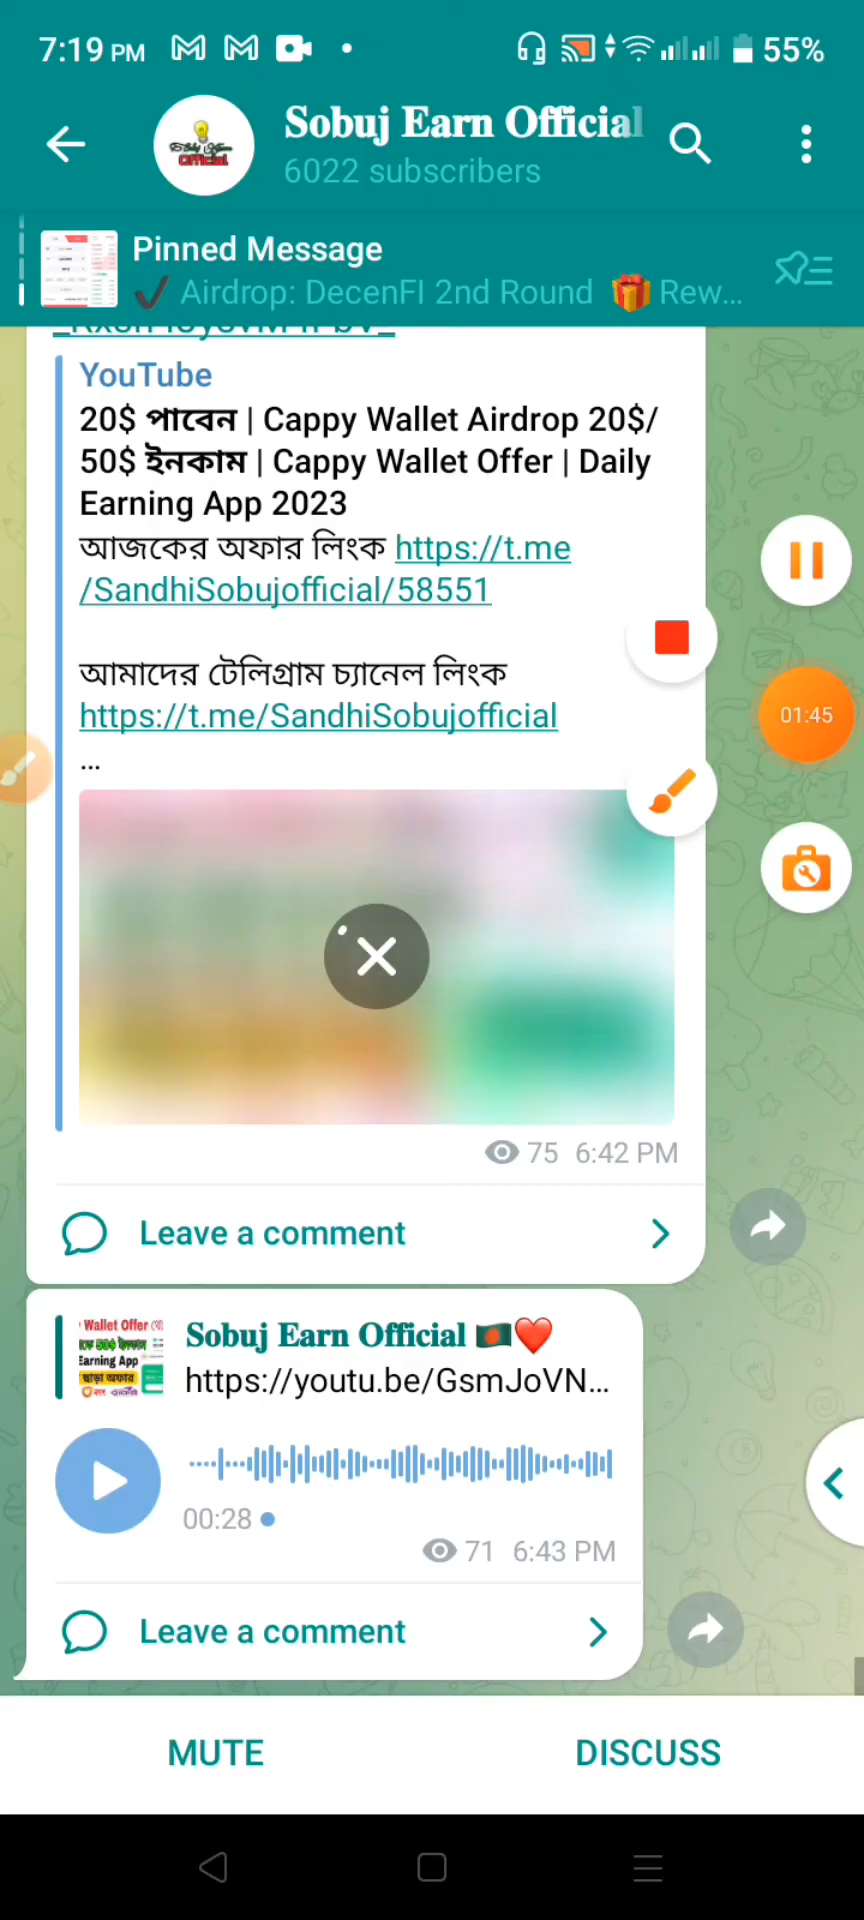 7:19 PM
55%
Sobuj Earn Official
6022 subscribers
Pinned Message
Airdrop: DecenFI 2nd Round 🎁 Rew...
YouTube
20$ পাবেন | Cappy Wallet Airdrop 20$/
50$ ইনকাম | Cappy Wallet Offer | Daily
Earning App 2023
আজকের অফার লিংক https://t.me
/SandhiSobujofficial/58551
আমাদের টেলিগ্রাম চ্যানেল লিংক
https://t.me/SandhiSobujofficial
...
01:45
75 6:42 PM
Leave a comment
Wallet Offer
Earning App
Sobuj Earn Official 🇧🇩❤️
https://youtu.be/GsmJoVN...
00:28
71 6:43 PM
Leave a comment
MUTE
DISCUSS